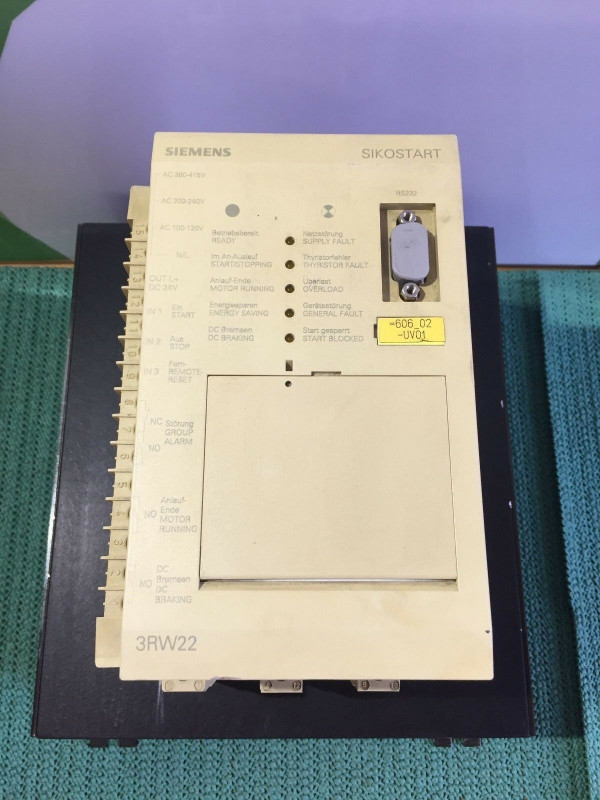 SIEMENS
SIKOSTART
AC 380-415V
AC 200-240V
AC 100-120V
N/L-
OUT L+
DC 24V
IN 1 Ein
START
IN 2 Aus
STOP
IN 3 Fern-
REMOTE-
RESET
NC Störung
GROUP
ALARM
NO
Anlauf-
Ende
NO MOTOR
RUNNING
DC
Bremsen
NO DC
BRAKING
Betriebsbereit
READY
Im An-Auslauf
START/STOPPING
Anlauf-Ende
MOTOR RUNNING
Energiesparen
ENERGY SAVING
DC Bremsen
DC BRAKING
Netzstörung
SUPPLY FAULT
Thyristorfehler
THYRISTOR FAULT
Überlast
OVERLOAD
Gerätestörung
GENERAL FAULT
Start gesperrt
START BLOCKED
RS232
=606_02
-UV01
3RW22